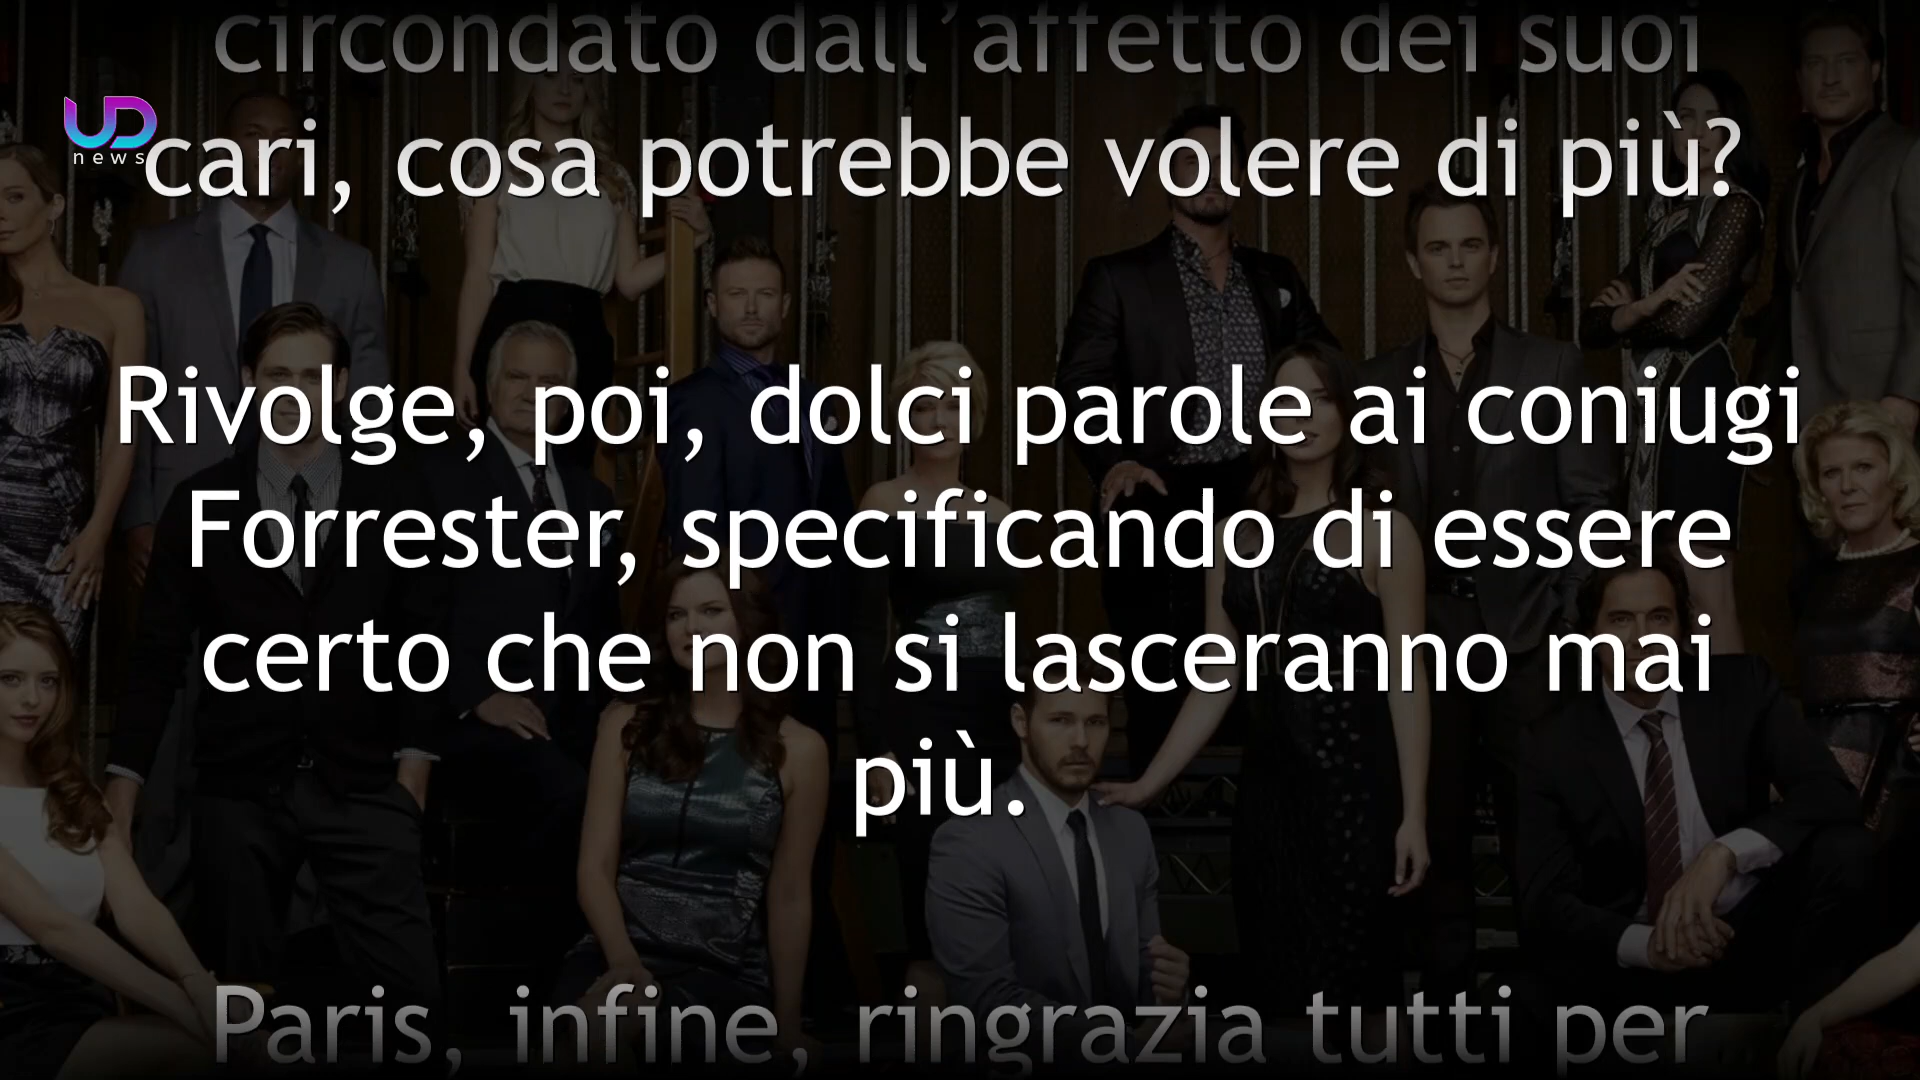 circondato dall'affetto dei suoi
UD
news
cari, cosa potrebbe volere di più?
Rivolge, poi, dolci parole ai coniugi
Forrester, specificando di essere
certo che non si lasceranno mai
più.
Paris, infine, ringrazia tutti per